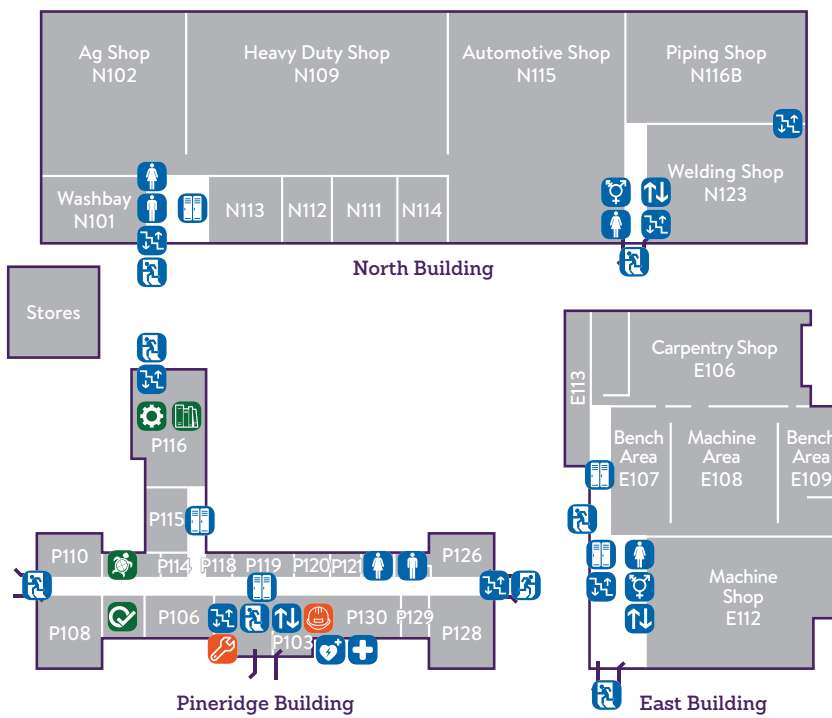 Ag Shop
N102
Heavy Duty Shop
N109
Automotive Shop
N115
Piping Shop
N116B
Washbay
N101
N113
N112
N111
N114
Welding Shop
N123
North Building
Stores
Carpentry Shop
E106
E113
Bench
Area
E107
Machine
Area
E108
Bench
Area
E109
Machine
Shop
E112
East Building
P116
P115
P110
P114
P118
P119
P120
P121
P126
P108
P106
P103
P130
P129
P128
Pineridge Building